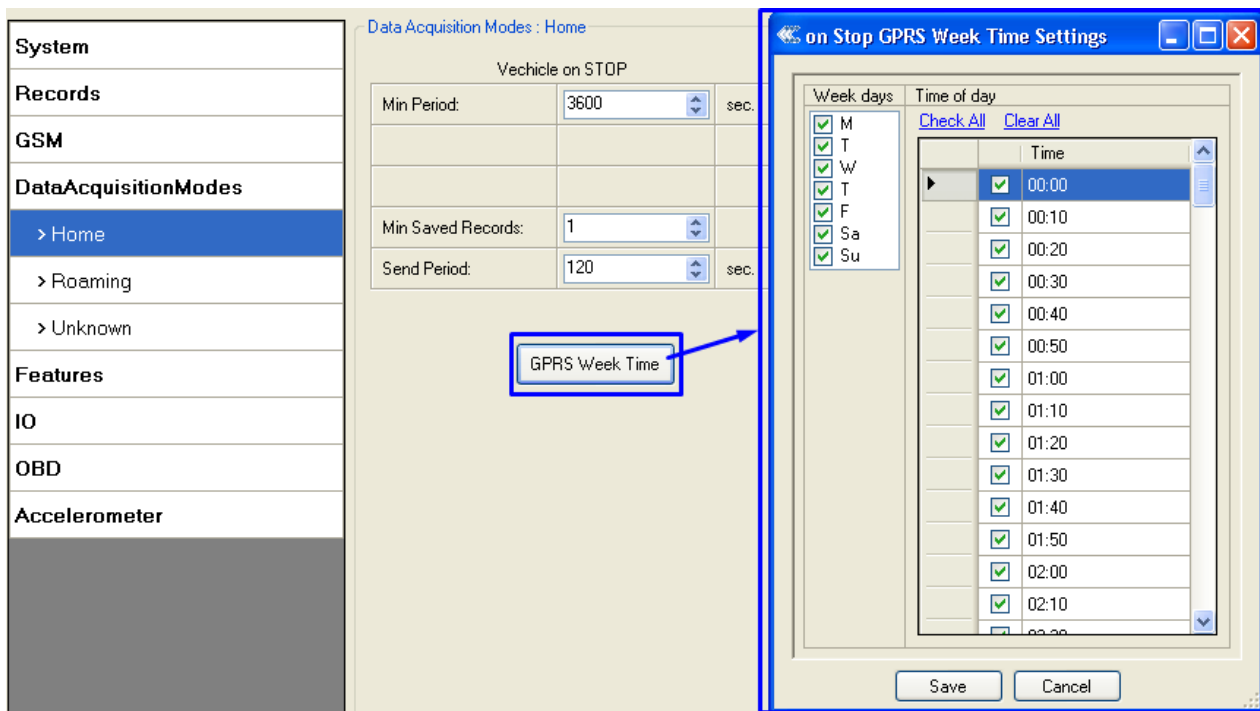 System
Records
GSM
DataAcquisitionModes
> Home
> Roaming
> Unknown
Features
IO
OBD
Accelerometer
Data Acquisition Modes : Home
Vechicle on STOP
Min Period: 3600 sec.
Min Saved Records: 1
Send Period: 120 sec.
GPRS Week Time
on Stop GPRS Week Time Settings
Week days
M
T
W
T
F
Sa
Su
Time of day
Check All Clear All
Time
00:00
00:10
00:20
00:30
00:40
00:50
01:00
01:10
01:20
01:30
01:40
01:50
02:00
02:10
Save Cancel